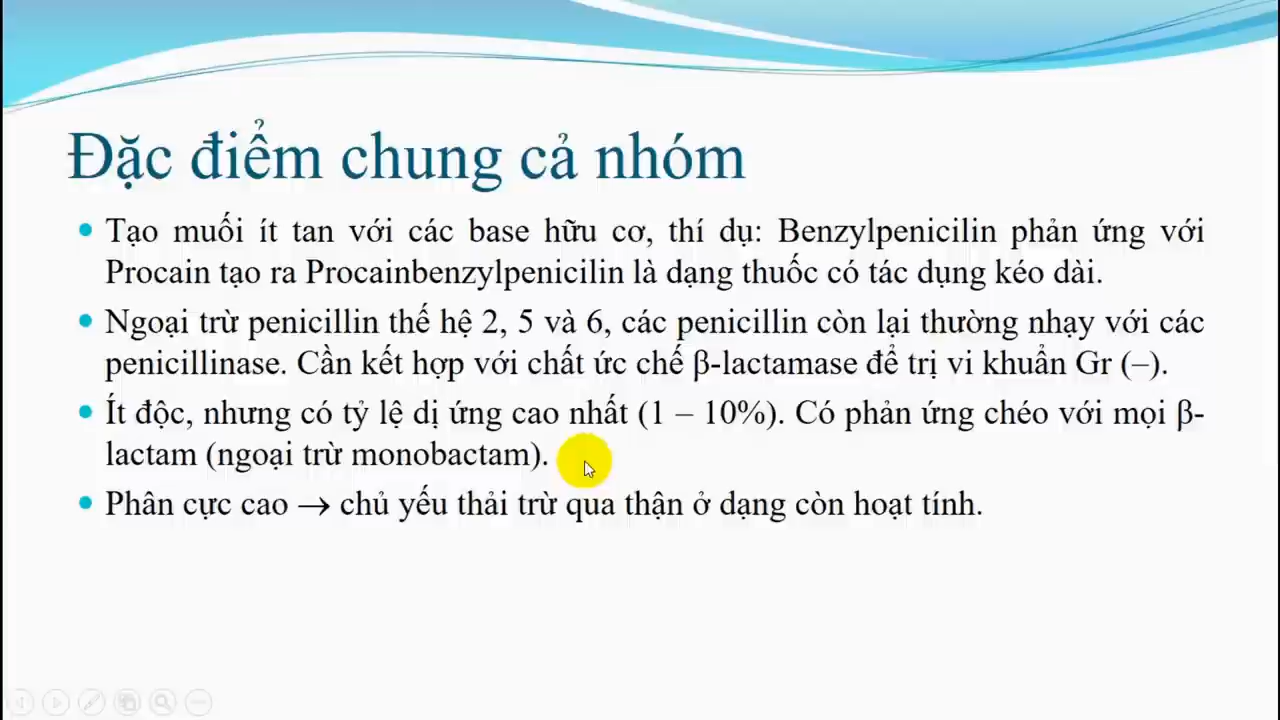 Đặc điểm chung cả nhóm
Tạo muối ít tan với các base hữu cơ, thí dụ: Benzylpenicilin phản ứng với
Procain tạo ra Procainbenzylpenicilin là dạng thuốc có tác dụng kéo dài.
Ngoại trừ penicillin thế hệ 2, 5 và 6, các penicillin còn lại thường nhạy với các
penicillinase. Cần kết hợp với chất ức chế β-lactamase để trị vi khuẩn Gr (–).
Ít độc, nhưng có tỷ lệ dị ứng cao nhất (1 – 10%). Có phản ứng chéo với mọi β-
lactam (ngoại trừ monobactam).
Phân cực cao → chủ yếu thải trừ qua thận ở dạng còn hoạt tính.